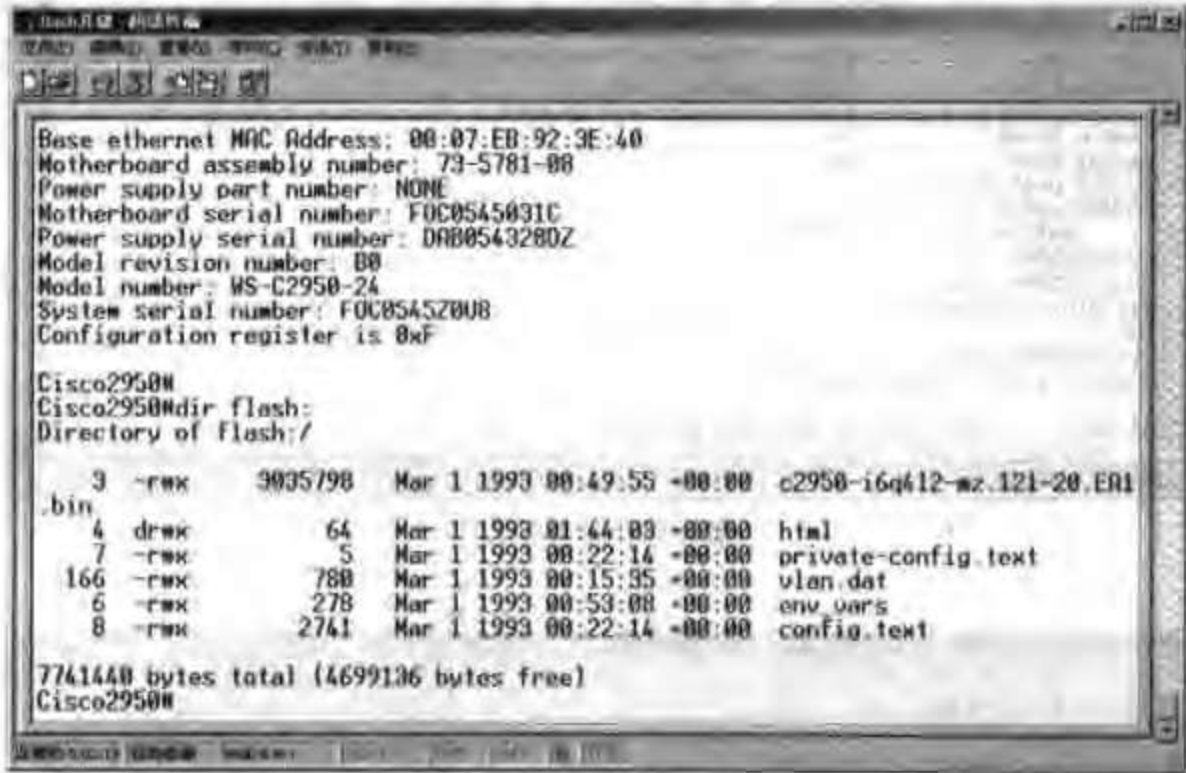 Base ethernet MAC Address: 00:07:EB:92:3E:40
Motherboard assembly number: 73-5781-08
Power supply part number: NONE
Motherboard serial number: FOC0545031C
Power supply serial number: DAB054328DZ
Model revision number: B0
Model number: WS-C2950-24
System serial number: FOC0545Z0U8
Configuration register is 0xF
Cisco2950#
Cisco2950#dir flash:
Directory of flash:/
3 -rwx 3035798 Mar 1 1993 00:49:55 +00:00 c2950-i6q4l2-mz.121-20.EA1
.bin
4 drwx 64 Mar 1 1993 01:44:03 +00:00 html
7 -rwx 5 Mar 1 1993 00:22:14 +00:00 private-config.text
166 -rwx 780 Mar 1 1993 00:15:35 +00:00 vlan.dat
6 -rwx 278 Mar 1 1993 00:53:08 +00:00 env_vars
8 -rwx 2741 Mar 1 1993 00:22:14 +00:00 config.text
7741440 bytes total (4699136 bytes free)
Cisco2950#